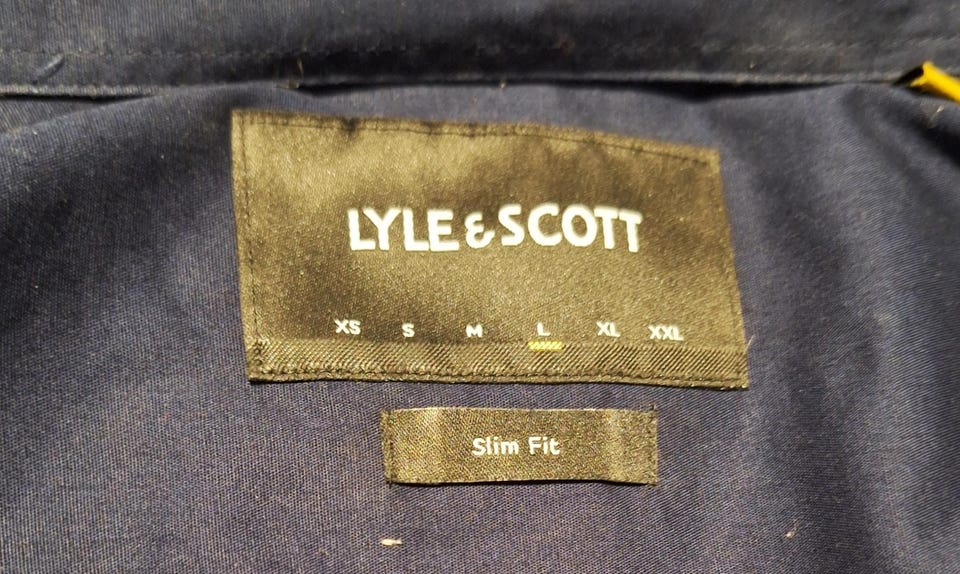 LYLE & SCOTT
XS S M L XL XXL
Slim Fit